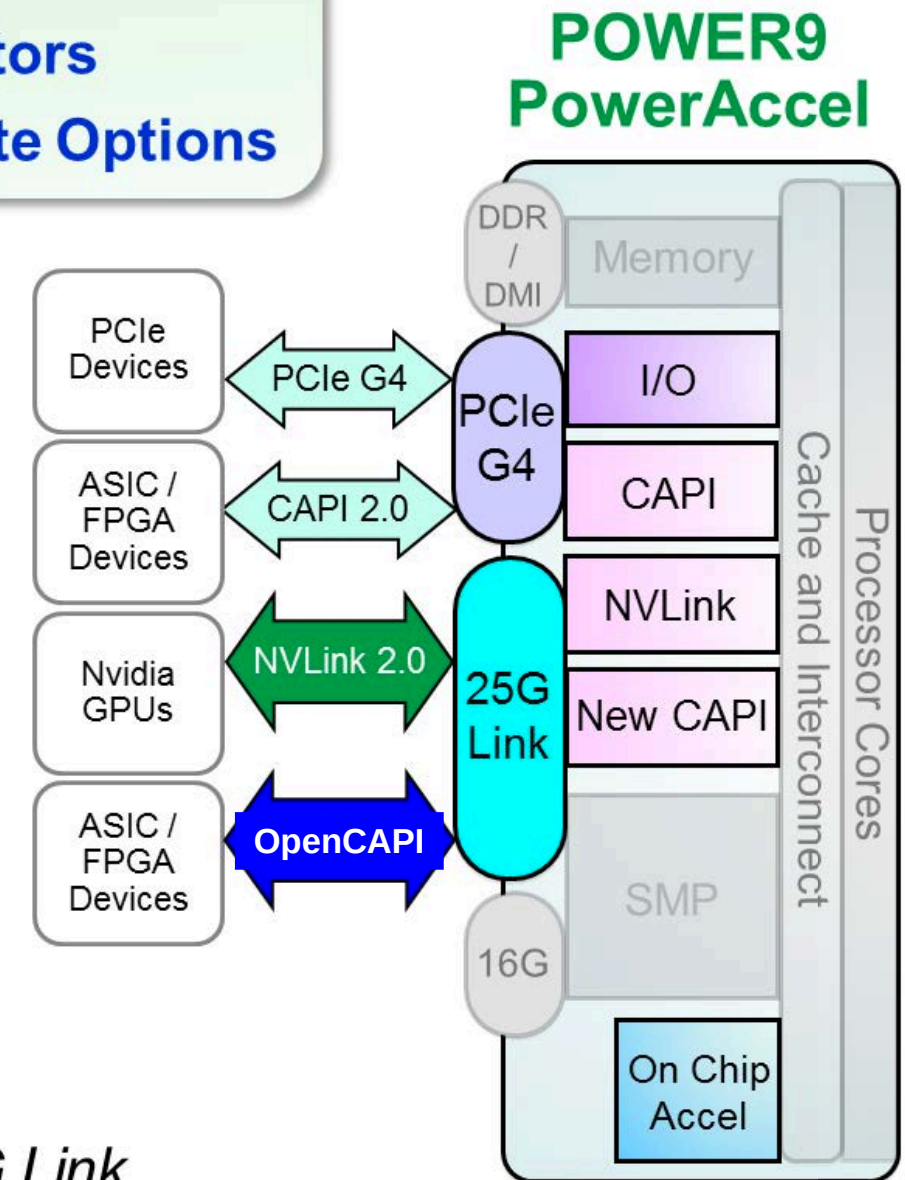 tors
te Options
POWER9
PowerAccel
DDR
/
DMI
Memory
PCIe
Devices
PCIe G4
PCIe
G4
I/O
ASIC /
FPGA
Devices
CAPI 2.0
CAPI
Nvidia
GPUs
NVLink 2.0
25G
Link
NVLink
New CAPI
ASIC /
FPGA
Devices
OpenCAPI
16G
SMP
On Chip
Accel
Cache and Interconnect
Processor Cores
Link